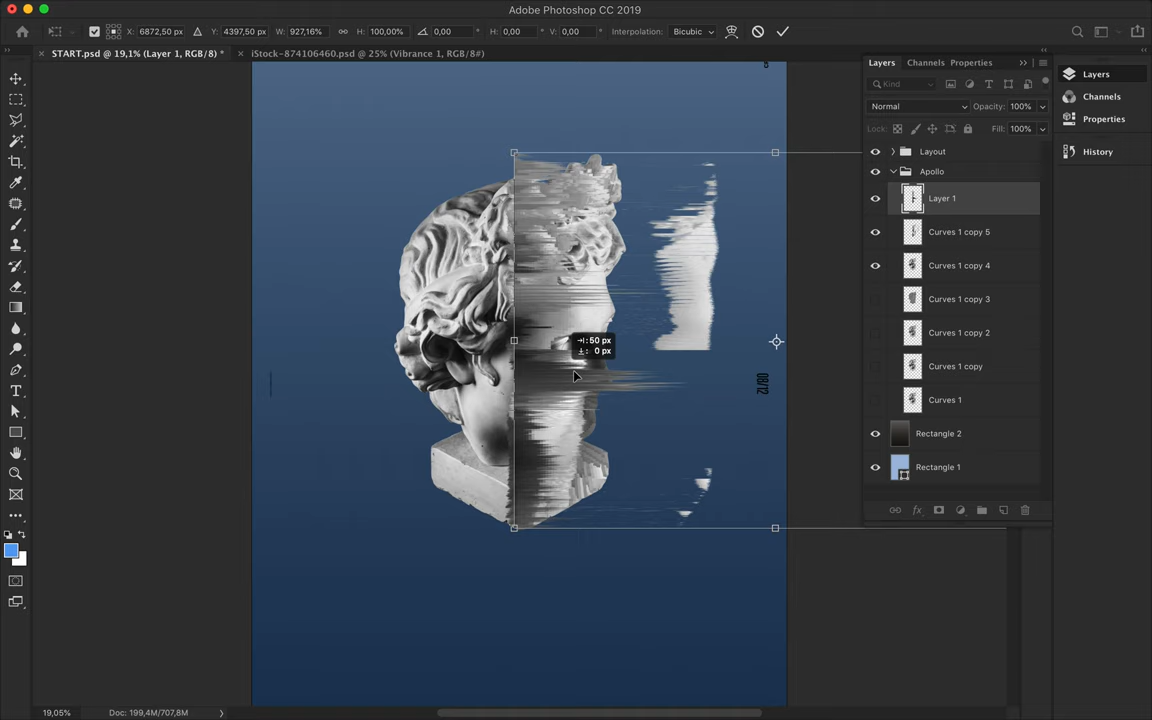 Adobe Photoshop CC 2019
X: 6872,50 px Y: 4397,50 px W: 927,16% H: 100,00% 0,00 ° H: 0,00 ° V: 0,00 ° Interpolation: Bicubic
START.psd @ 19,1% (Layer 1, RGB/8) * iStock-874106460.psd @ 25% (Vibrance 1, RGB/8#)
Layers Channels Properties
Kind
Normal Opacity: 100%
Lock: Fill: 100%
Layout
Apollo
Layer 1
Curves 1 copy 5
Curves 1 copy 4
Curves 1 copy 3
Curves 1 copy 2
Curves 1 copy
Curves 1
Rectangle 2
Rectangle 1
Layers
Channels
Properties
History
: 50 px
: 0 px
08/12
19,05% Doc: 199,4M/707,8M